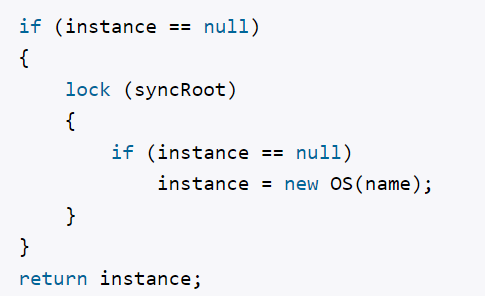 if (instance == null)
{
    lock (syncRoot)
    {
        if (instance == null)
            instance = new OS(name);
    }
}
return instance;